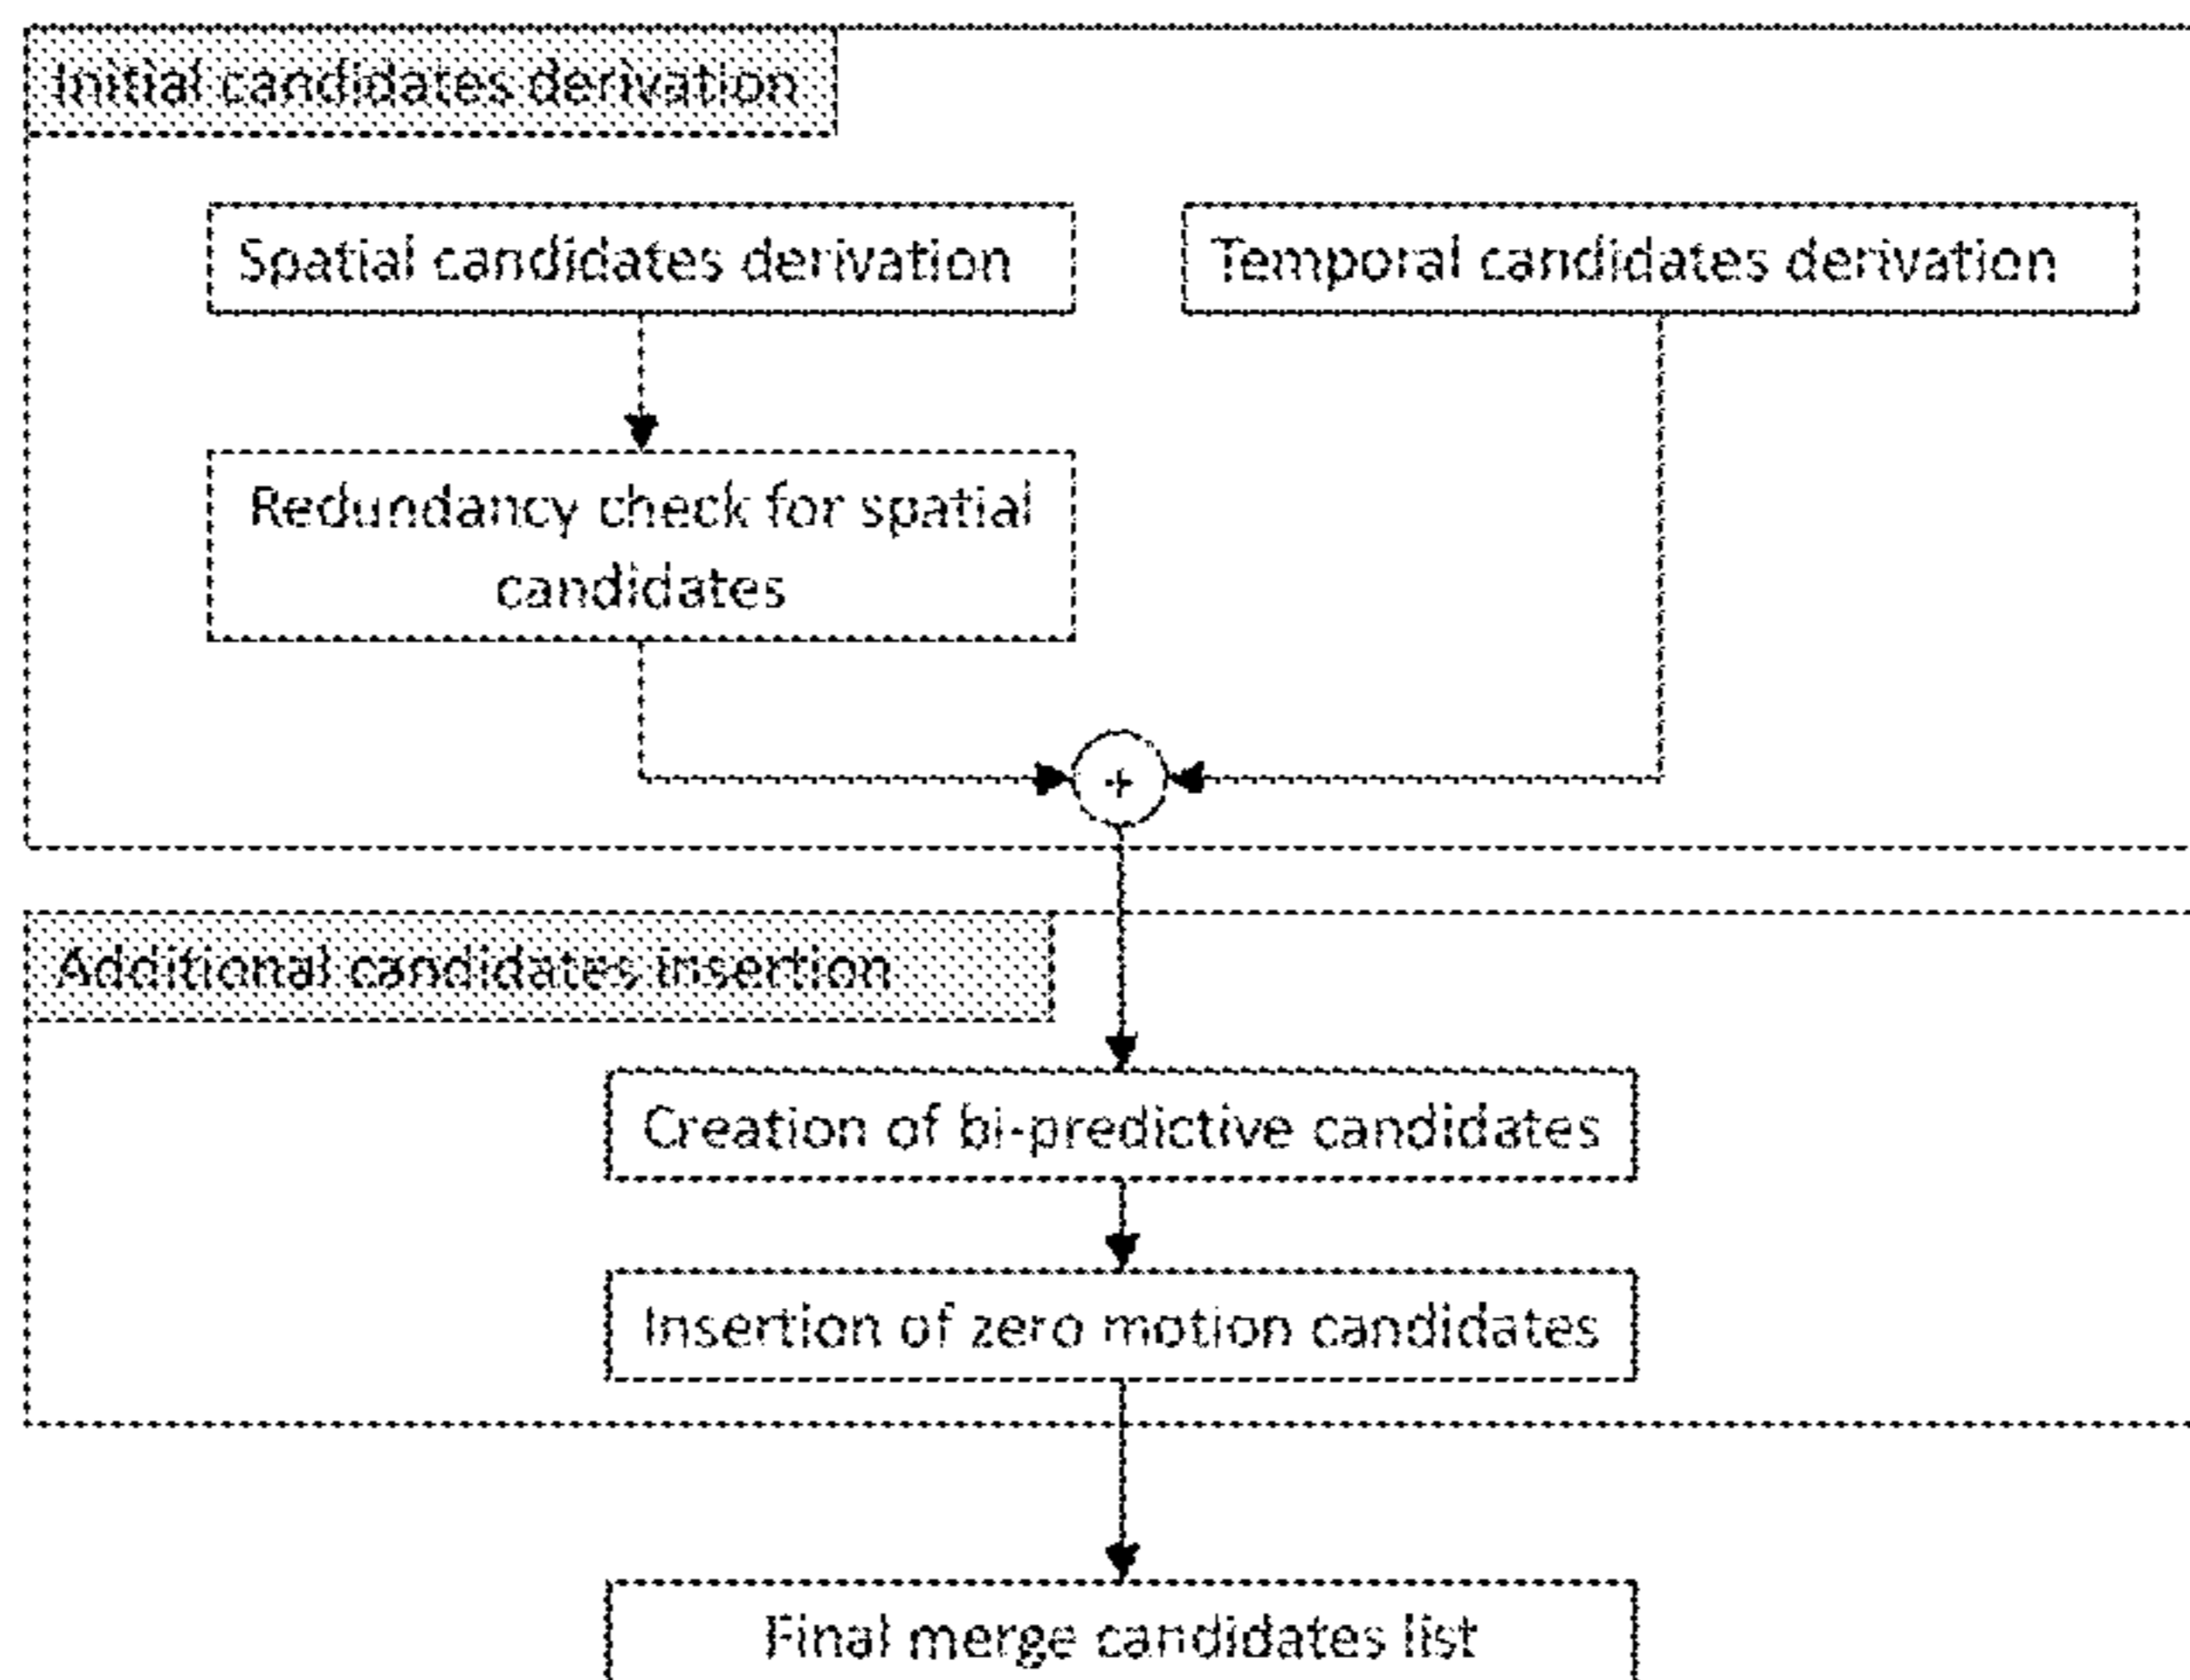 Initial candidates derivation
Spatial candidates derivation
Temporal candidates derivation
Redundancy check for spatial
candidates
+
Additional candidates insertion
Creation of bi-predictive candidates
Insertion of zero motion candidates
Final merge candidates list